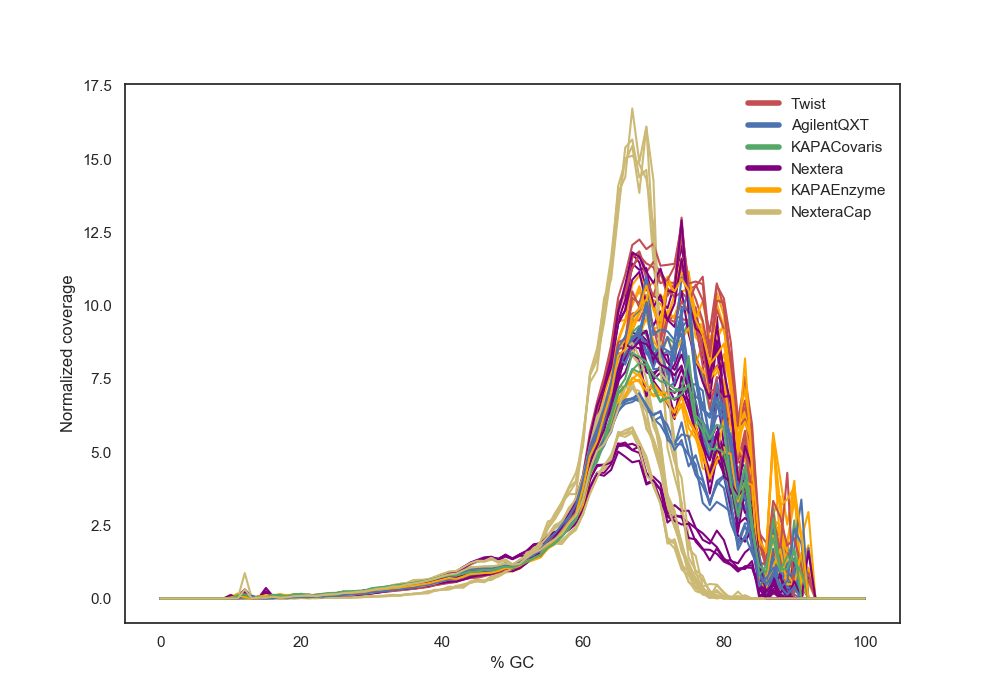 17.5
15.0
12.5
10.0
7.5
5.0
2.5
0.0
Normalized coverage
0 20 40 60 80 100
% GC
Twist
AgilentQXT
KAPACovaris
Nextera
KAPAEnzyme
NexteraCap